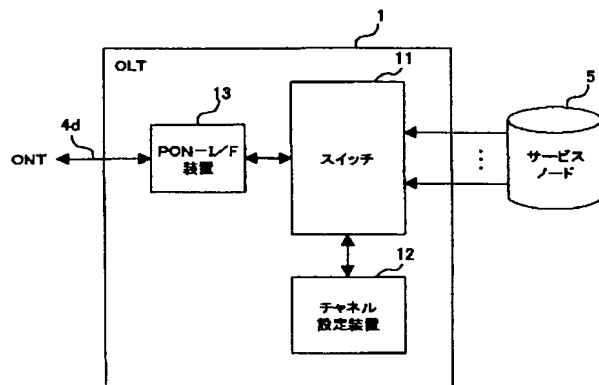 1
OLT
11
5
13
4d
ONT
PON-I/F
装置
スイッチ
サービス
ノード
12
チャネル
設定装置